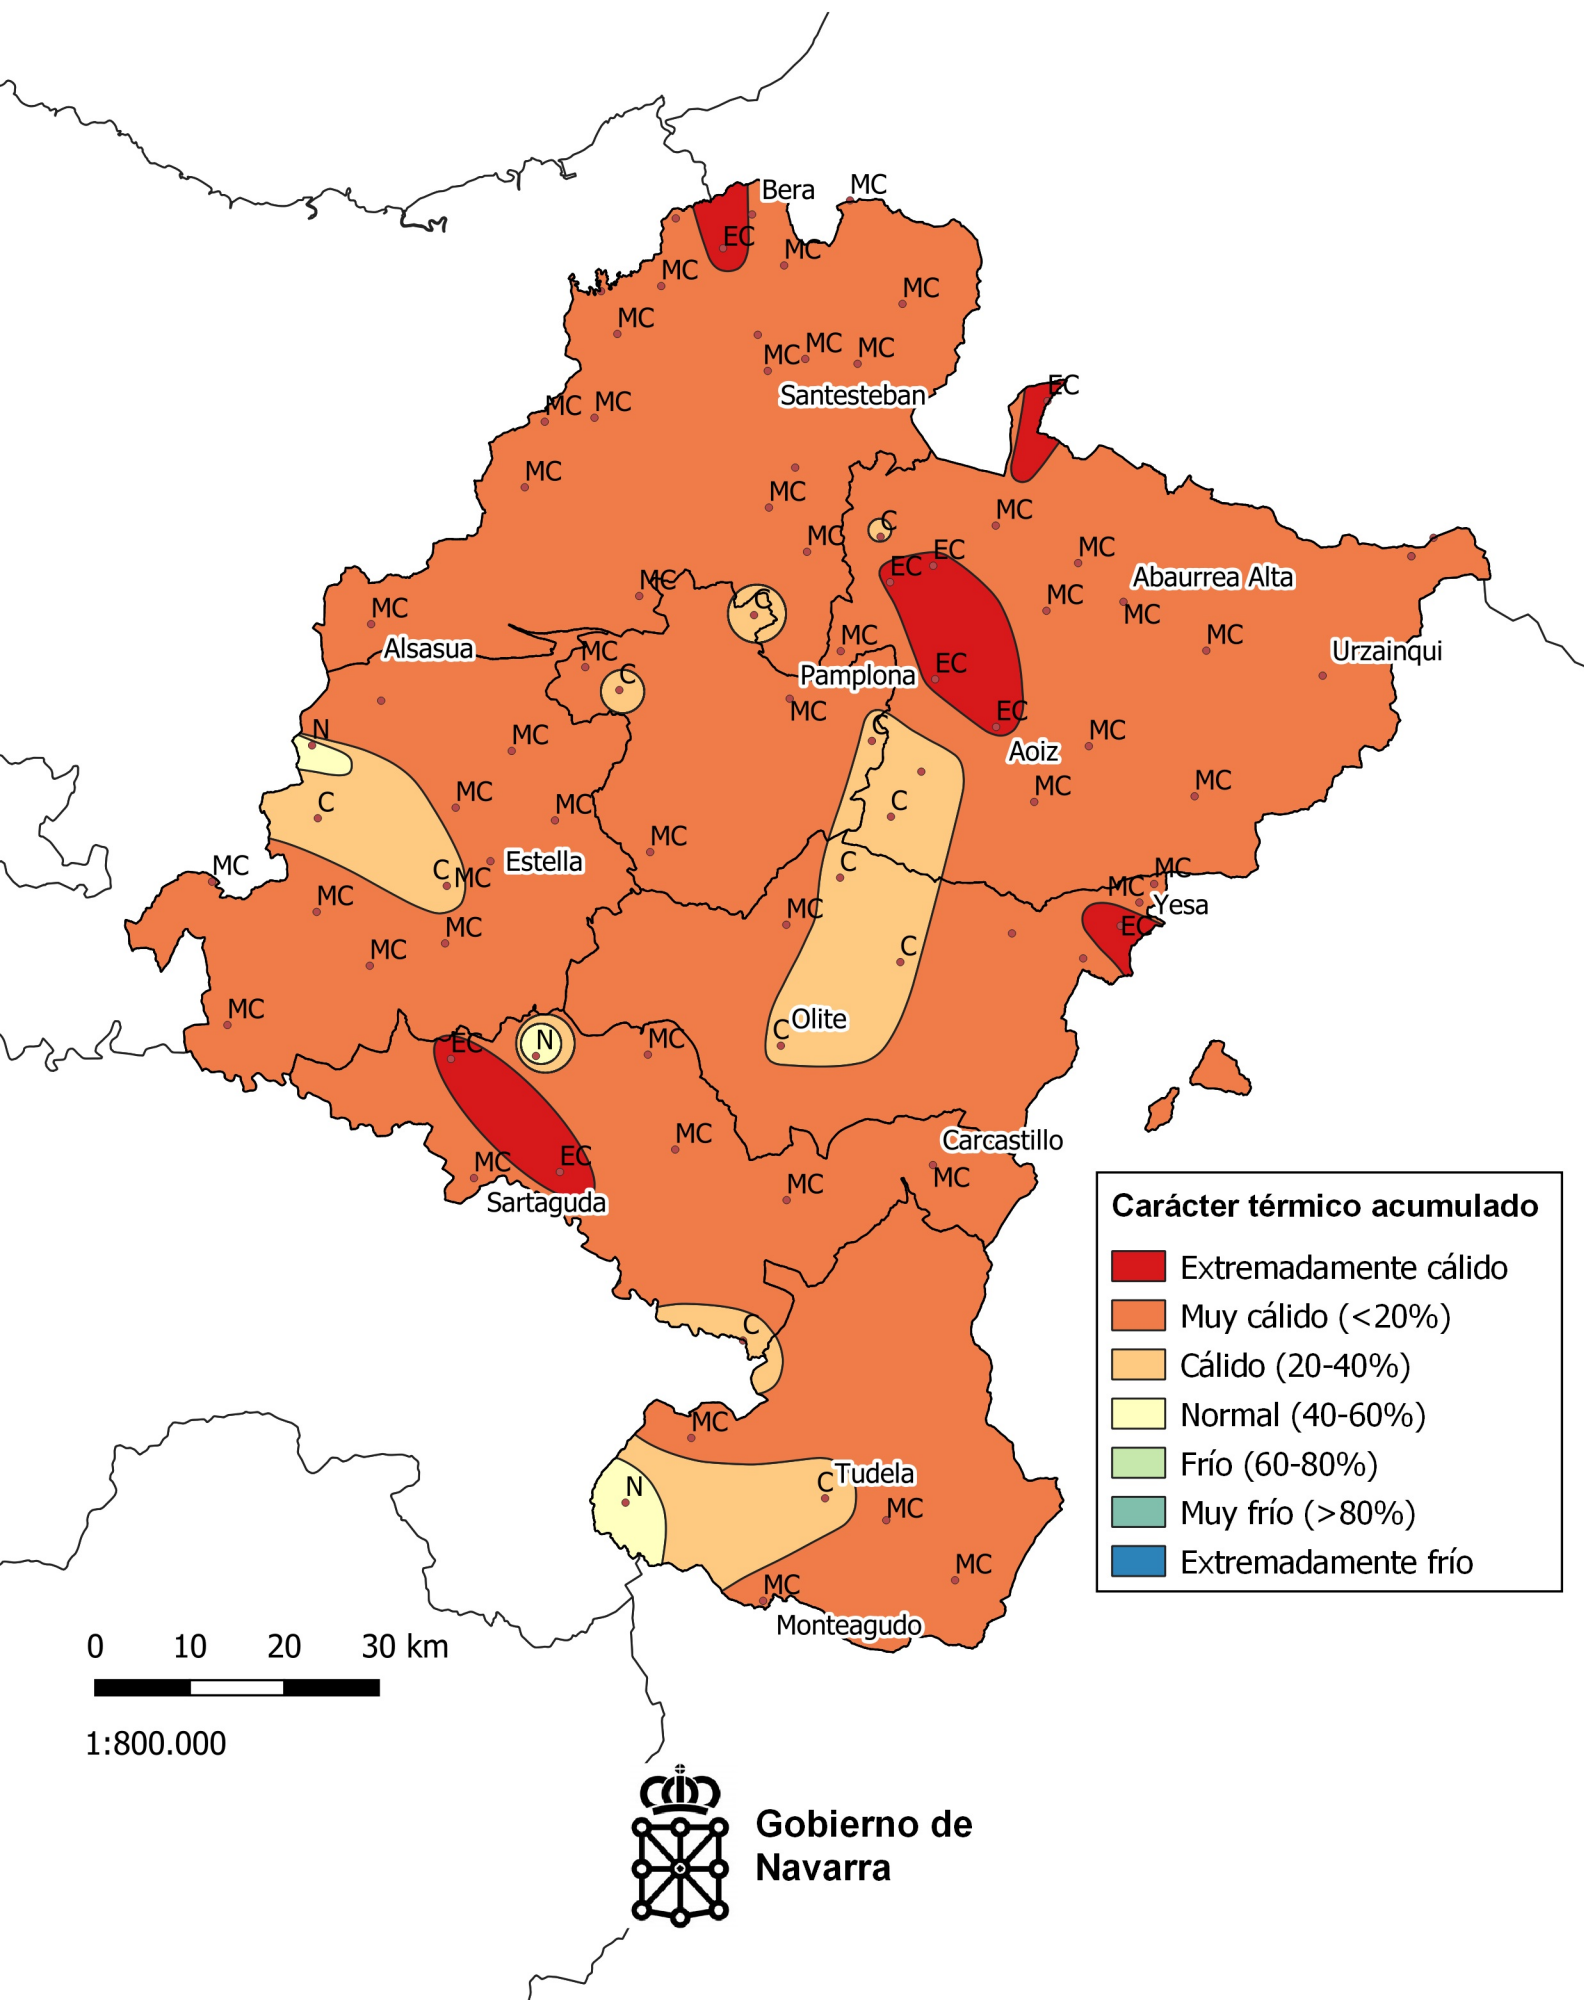 Bera
MC
EC
MC
MC
MC
MC
MC
MC
MC
Santesteban
EC
MC
MC
MC
MC
MC
C
MC
EC
EC
MC
Abaurrea Alta
MC
C
MC
MC
MC
MC
MC
Alsasua
MC
C
EC
Pamplona
Urzainqui
MC
EC
N
MC
C
MC
Aoiz
MC
C
MC
MC
C
MC
MC
MC
C
Estella
MC
C
MC
MC
MC
MC
Yesa
MC
MC
EC
MC
C
MC
MC
C
Olite
EC
N
MC
MC
Carcastillo
MC
EC
MC
MC
Sartaguda
C
MC
Tudela
C
N
MC
MC
MC
Monteagudo
Carácter térmico acumulado
Extremadamente cálido
Muy cálido (<20%)
Cálido (20-40%)
Normal (40-60%)
Frío (60-80%)
Muy frío (>80%)
Extremadamente frío
0 10 20 30 km
1:800.000
Gobierno de
Navarra